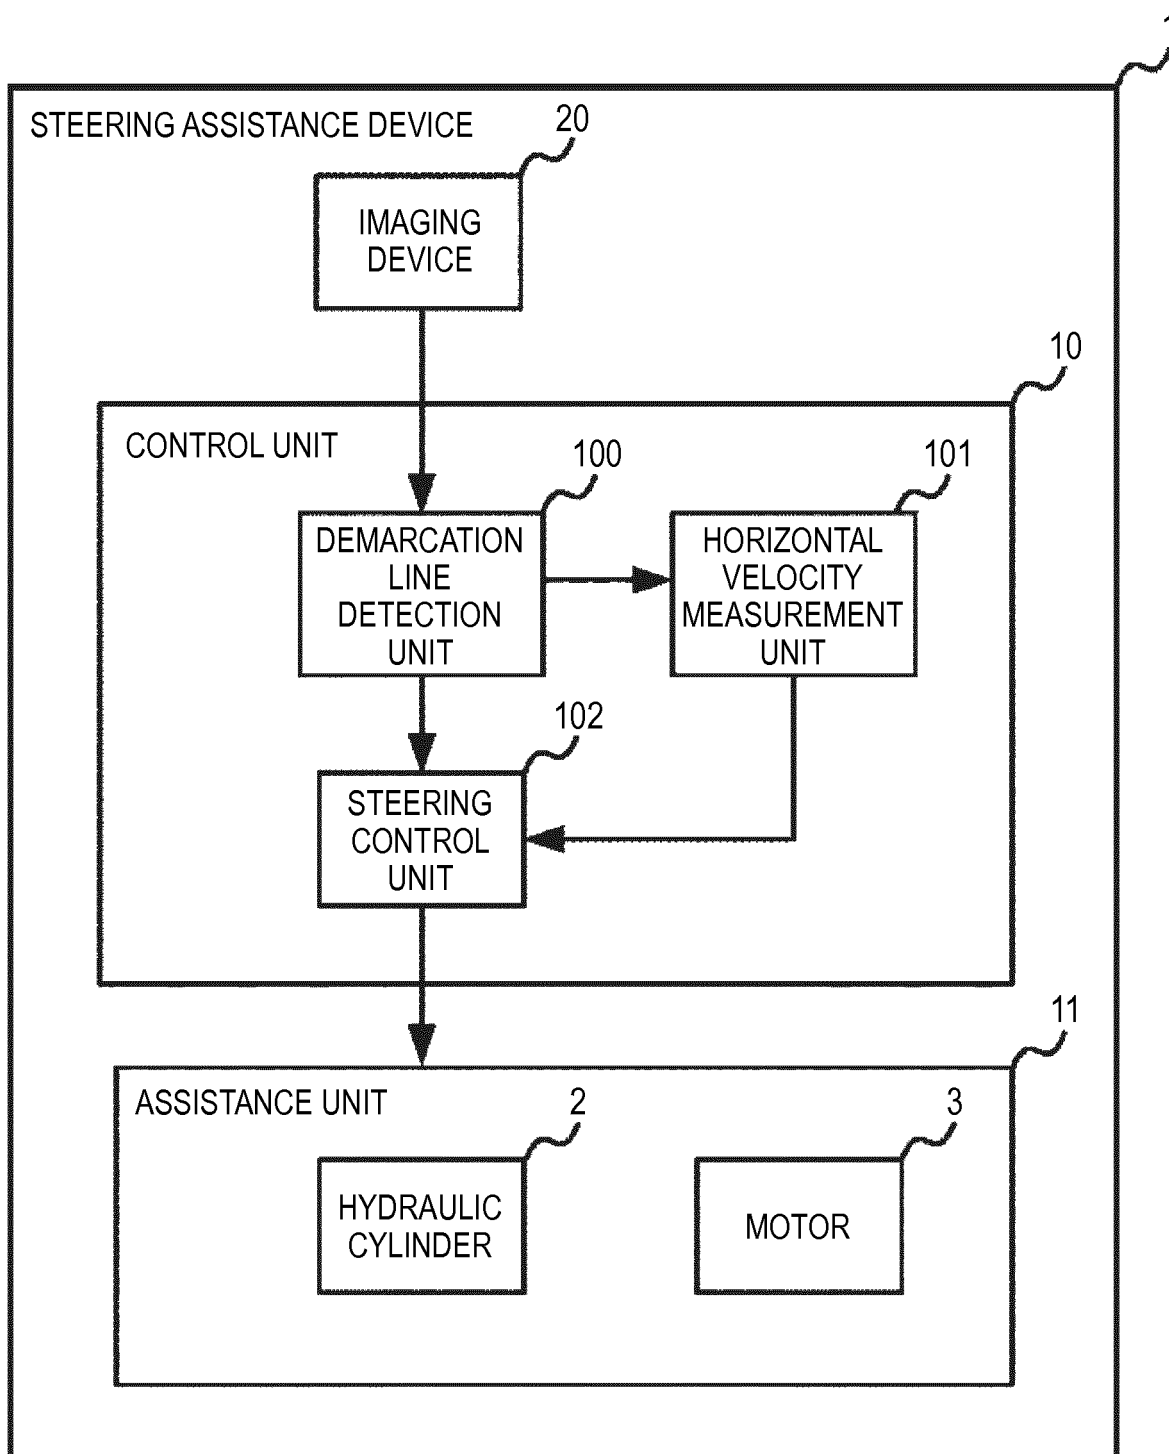 STEERING ASSISTANCE DEVICE
20
IMAGING
DEVICE
10
CONTROL UNIT
100
101
DEMARCATION
LINE
DETECTION
UNIT
HORIZONTAL
VELOCITY
MEASUREMENT
UNIT
102
STEERING
CONTROL
UNIT
11
ASSISTANCE UNIT
2
3
HYDRAULIC
CYLINDER
MOTOR